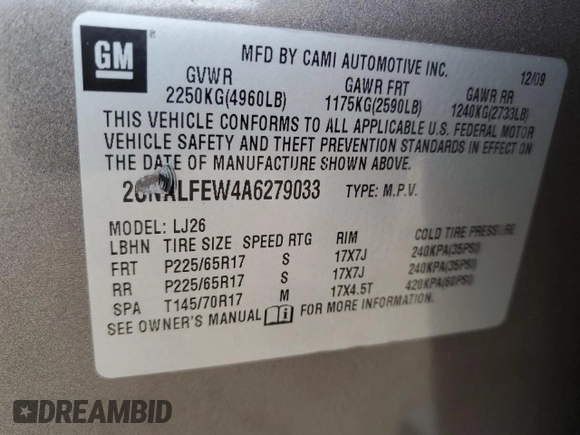 GM
MFD BY CAMI AUTOMOTIVE INC. 12/09
GVWR GAWR FRT GAWR RR
2250KG(4960LB) 1175KG(2590LB) 1240KG(2733LB)
THIS VEHICLE CONFORMS TO ALL APPLICABLE U.S. FEDERAL MOTOR
VEHICLE SAFETY AND THEFT PREVENTION STANDARDS IN EFFECT ON
THE DATE OF MANUFACTURE SHOWN ABOVE.
TYPE: M.P.V.
MODEL: LJ26
LBHN TIRE SIZE SPEED RTG RIM COLD TIRE PRESSURE
FRT P225/65R17 S 17X7J 240KPA(35PSI)
RR P225/65R17 S 17X7J 240KPA(35PSI)
SPA T145/70R17 M 17X4.5T 420KPA(60PSI)
SEE OWNER'S MANUAL
DREAMBID